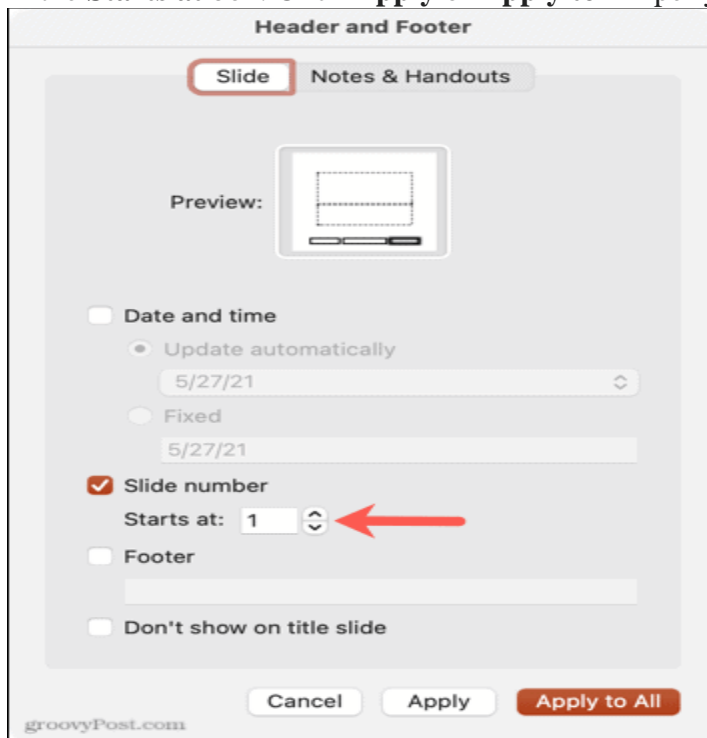 Header and Footer
Slide Notes & Handouts
Preview:
Date and time
Update automatically
5/27/21
Fixed
5/27/21
Slide number
Starts at: 1
Footer
Don't show on title slide
Cancel Apply Apply to All
groovyPost.com